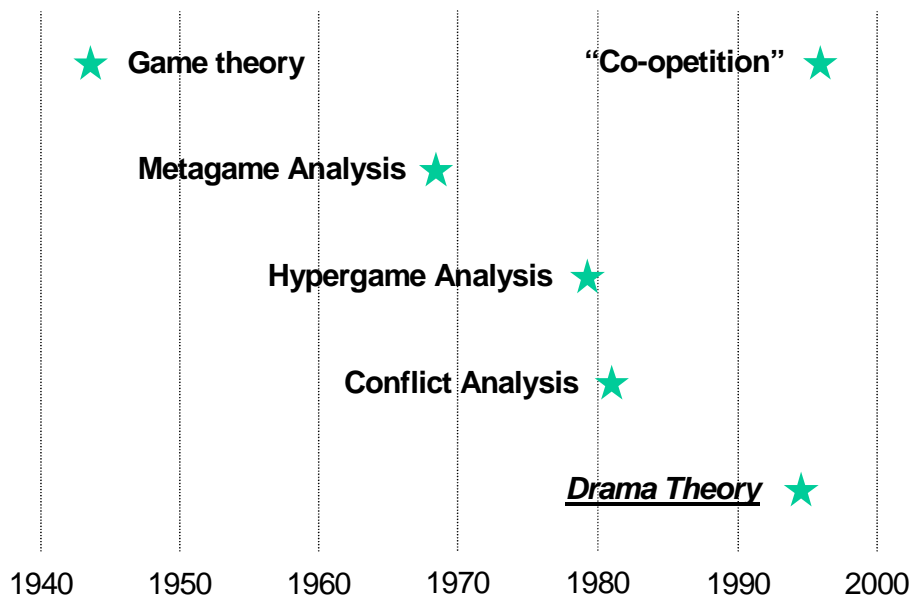 Game theory
“Co-opetition”
Metagame Analysis
Hypergame Analysis
Conflict Analysis
Drama Theory
1940 1950 1960 1970 1980 1990 2000